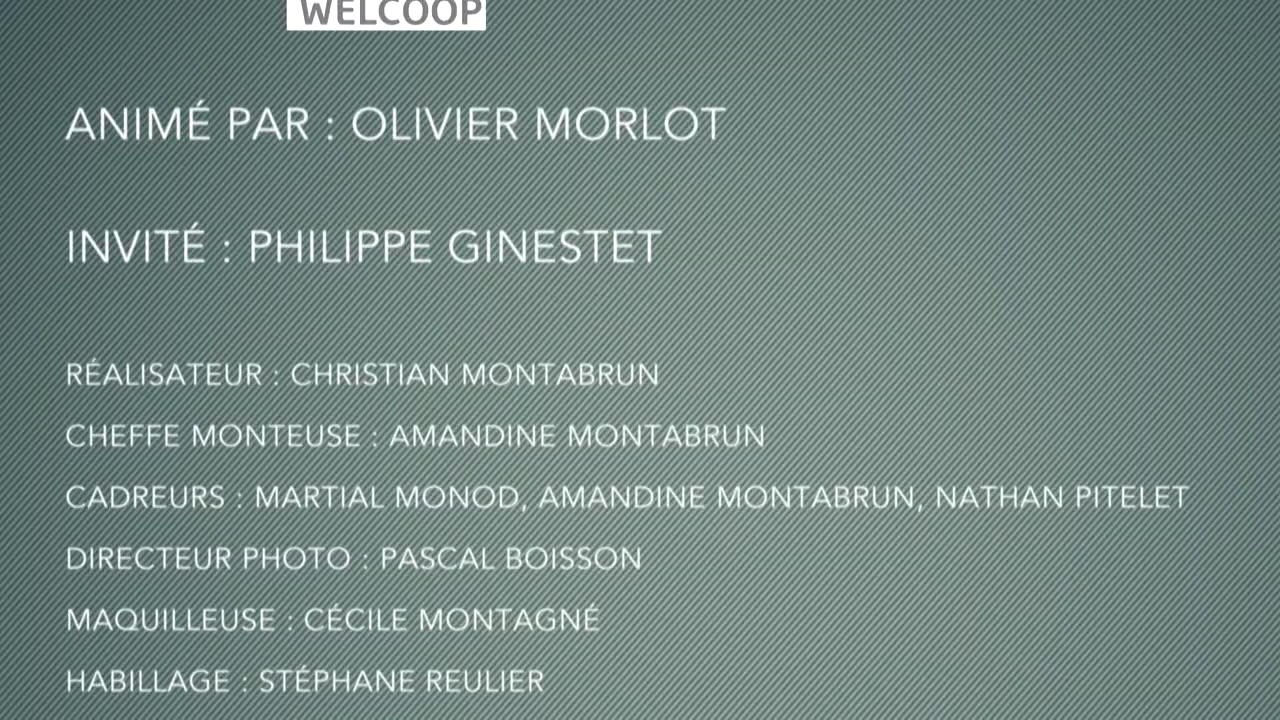 WELCOOP
ANIMÉ PAR : OLIVIER MORLOT
INVITÉ : PHILIPPE GINESTET
RÉALISATEUR : CHRISTIAN MONTABRUN
CHEFFE MONTEUSE : AMANDINE MONTABRUN
CADREURS : MARTIAL MONOD, AMANDINE MONTABRUN, NATHAN PITELET
DIRECTEUR PHOTO : PASCAL BOISSON
MAQUILLEUSE : CÉCILE MONTAGNÉ
HABILLAGE : STÉPHANE REULIER